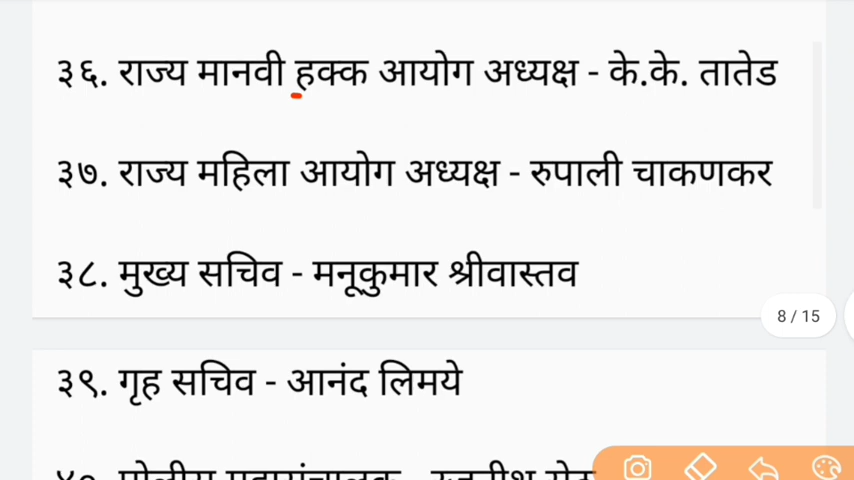 ३६. राज्य मानवी हक्क आयोग अध्यक्ष - के.के. तातेड
३७. राज्य महिला आयोग अध्यक्ष - रुपाली चाकणकर
३८. मुख्य सचिव - मनूकुमार श्रीवास्तव
8 / 15
३९. गृह सचिव - आनंद लिमये